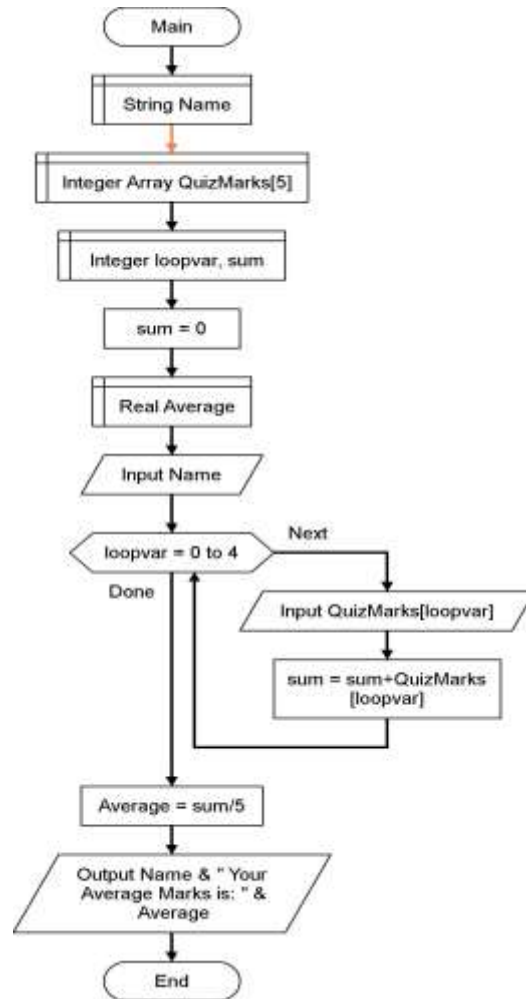 Main
String Name
Integer Array QuizMarks[5]
Integer loopvar, sum
sum = 0
Real Average
Input Name
loopvar = 0 to 4
Next
Done
Input QuizMarks[loopvar]
sum = sum+QuizMarks
[loopvar]
Average = sum/5
Output Name & " Your
Average Marks is: " &
Average
End